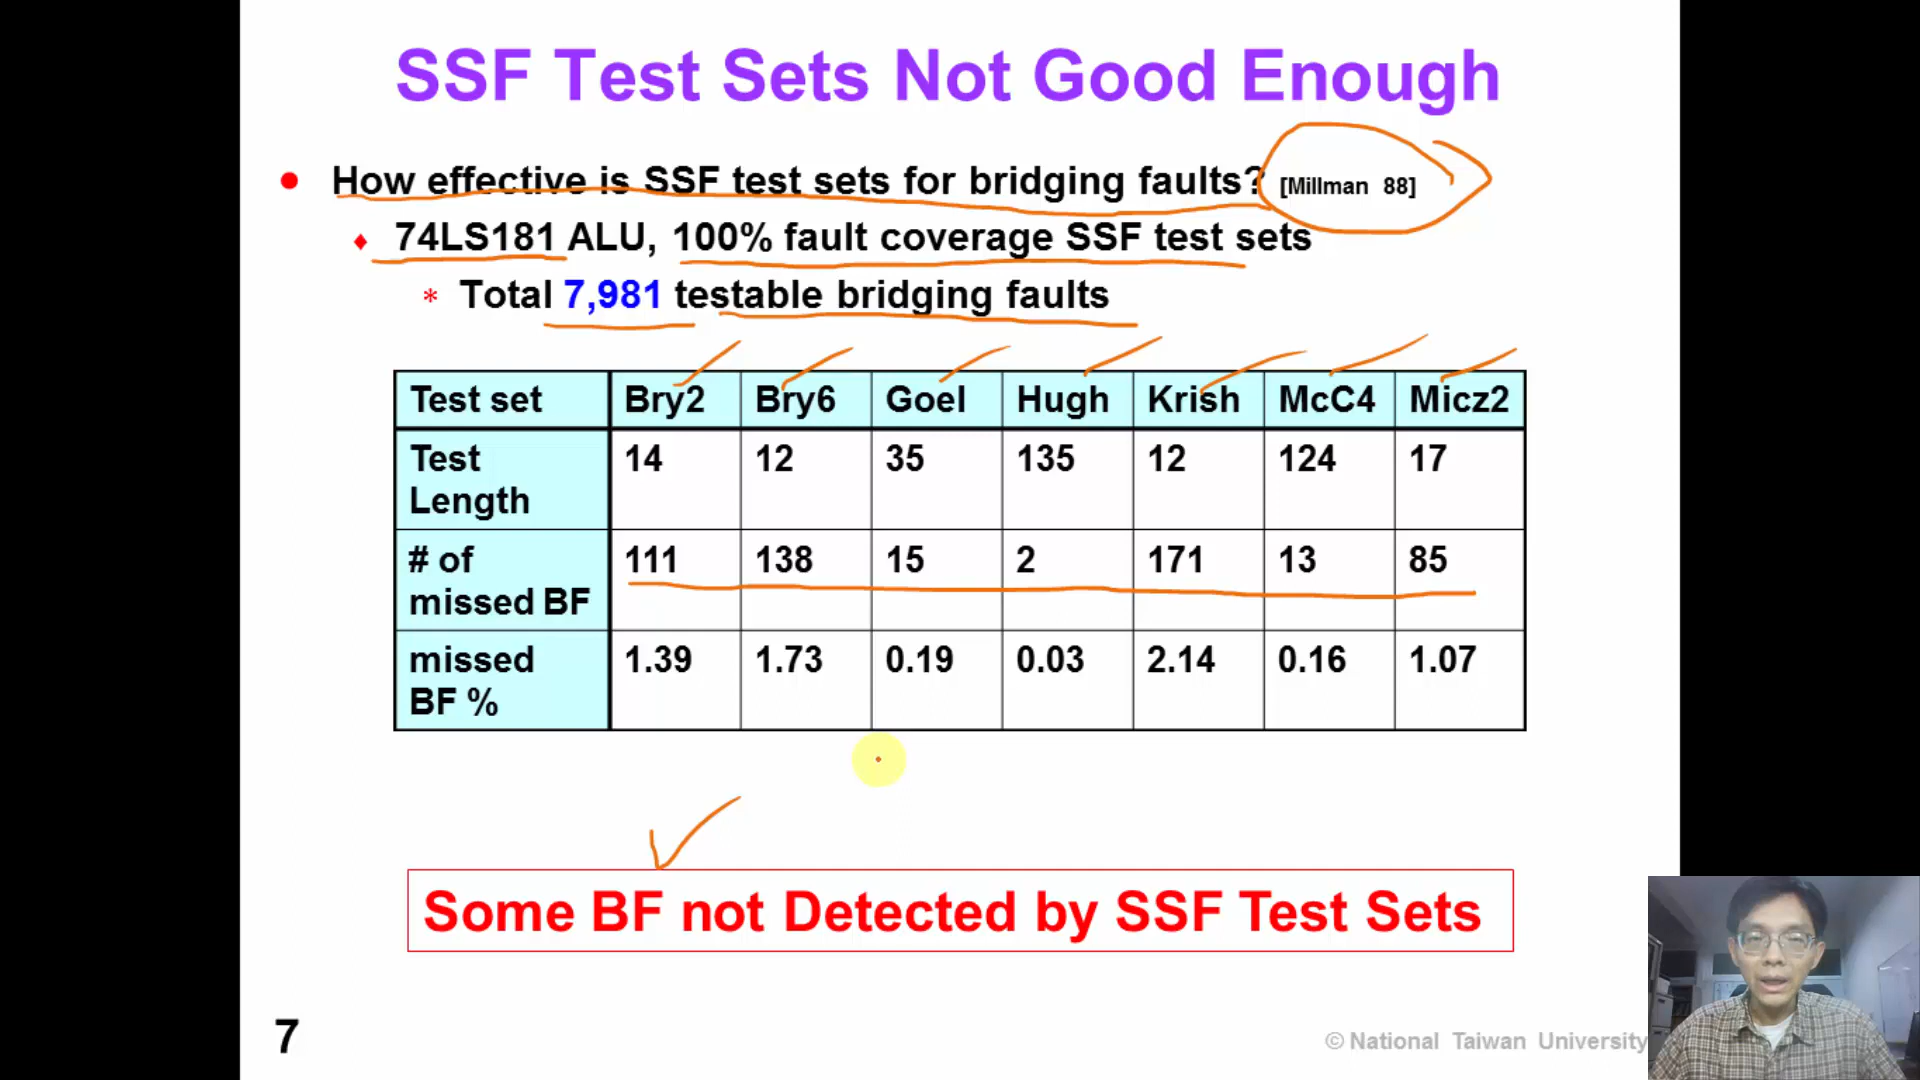 SSF Test Sets Not Good Enough
• How effective is SSF test sets for bridging faults? [Millman 88]
♦ 74LS181 ALU, 100% fault coverage SSF test sets
* Total 7,981 testable bridging faults
Test set Bry2 Bry6 Goel Hugh Krish McC4 Micz2
Test Length 14 12 35 135 12 124 17
# of missed BF 111 138 15 2 171 13 85
missed BF % 1.39 1.73 0.19 0.03 2.14 0.16 1.07
Some BF not Detected by SSF Test Sets
7
© National Taiwan University